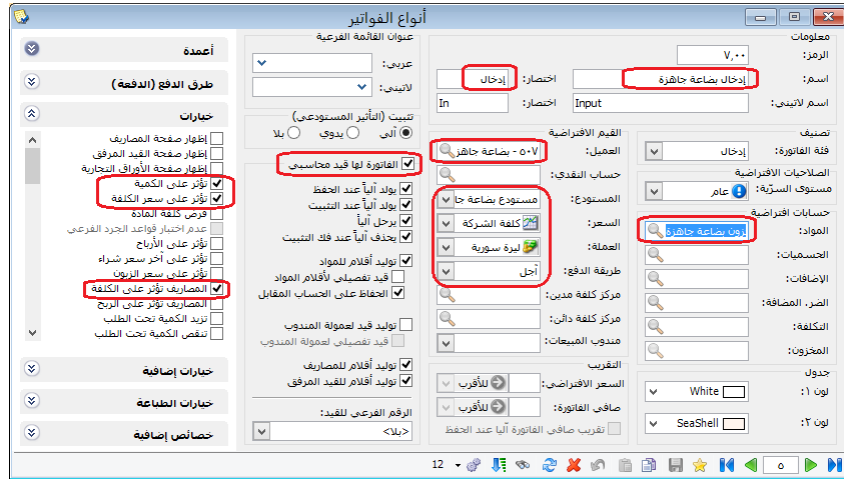 أنواع الفواتير
معلومات
الرمز: ٧,٠٠
اسم: إدخال بضاعة جاهزة اختصار: إدخال
اسم لاتيني: Input اختصار: In
تصنيف
فئة الفاتورة: إدخال
الصلاحيات الافتراضية
مستوى السرّية: عام
حسابات افتراضية
المواد: زون بضاعة جاهزة
الحسميات:
الإضافات:
الضر. المضافة:
التكلفة:
المخزون:
جدول
لون ١: White
لون ٢: SeaShell
القيم الافتراضية
العميل: ٥٠٧ - بضاعة جاهز
حساب النقدي:
المستودع: مستودع بضاعة جا
السعر: كلفة الشركة
العملة: ليرة سورية
طريقة الدفع: آجل
مركز كلفة مدين:
مركز كلفة دائن:
مندوب المبيعات:
التقريب
السعر الافتراضي: للأقرب
صافي الفاتورة: للأقرب
تقريب صافي الفاتورة آليا عند الحفظ
عنوان القائمة الفرعية
عربي:
لاتيني:
تثبيت (التأثير المستودعي)
آلي يدوي بلا
الفاتورة لها قيد محاسبي
يولد آلياً عند الحفظ
يولد آلياً عند التثبيت
يرحل آلياً
يحذف آلياً عند فك التثبيت
توليد أقلام للمواد
قيد تفصيلي لأقلام المواد
الحفاظ على الحساب المقابل
توليد قيد لعمولة المندوب
قيد تفصيلي لعمولة المندوب
توليد أقلام للمصاريف
توليد أقلام للقيد المرفق
الرقم الفرعي للقيد:
<بلا>
أعمدة
طرق الدفع (الدفعة)
خيارات
إظهار صفحة المصاريف
إظهار صفحة القيد المرفق
إظهار صفحة الأوراق التجارية
تؤثر على الكمية
تؤثر على سعر الكلفة
فرض كلفة المادة
عدم اختبار قواعد الجرد الفرعي
تؤثر على الأرباح
تؤثر على آخر سعر شراء
تؤثر على سعر الزبون
المصاريف تؤثر على الكلفة
المصاريف تؤثر على الربح
تزيد الكمية تحت الطلب
تنقص الكمية تحت الطلب
خيارات إضافية
خيارات الطباعة
خصائص إضافية
٥
12